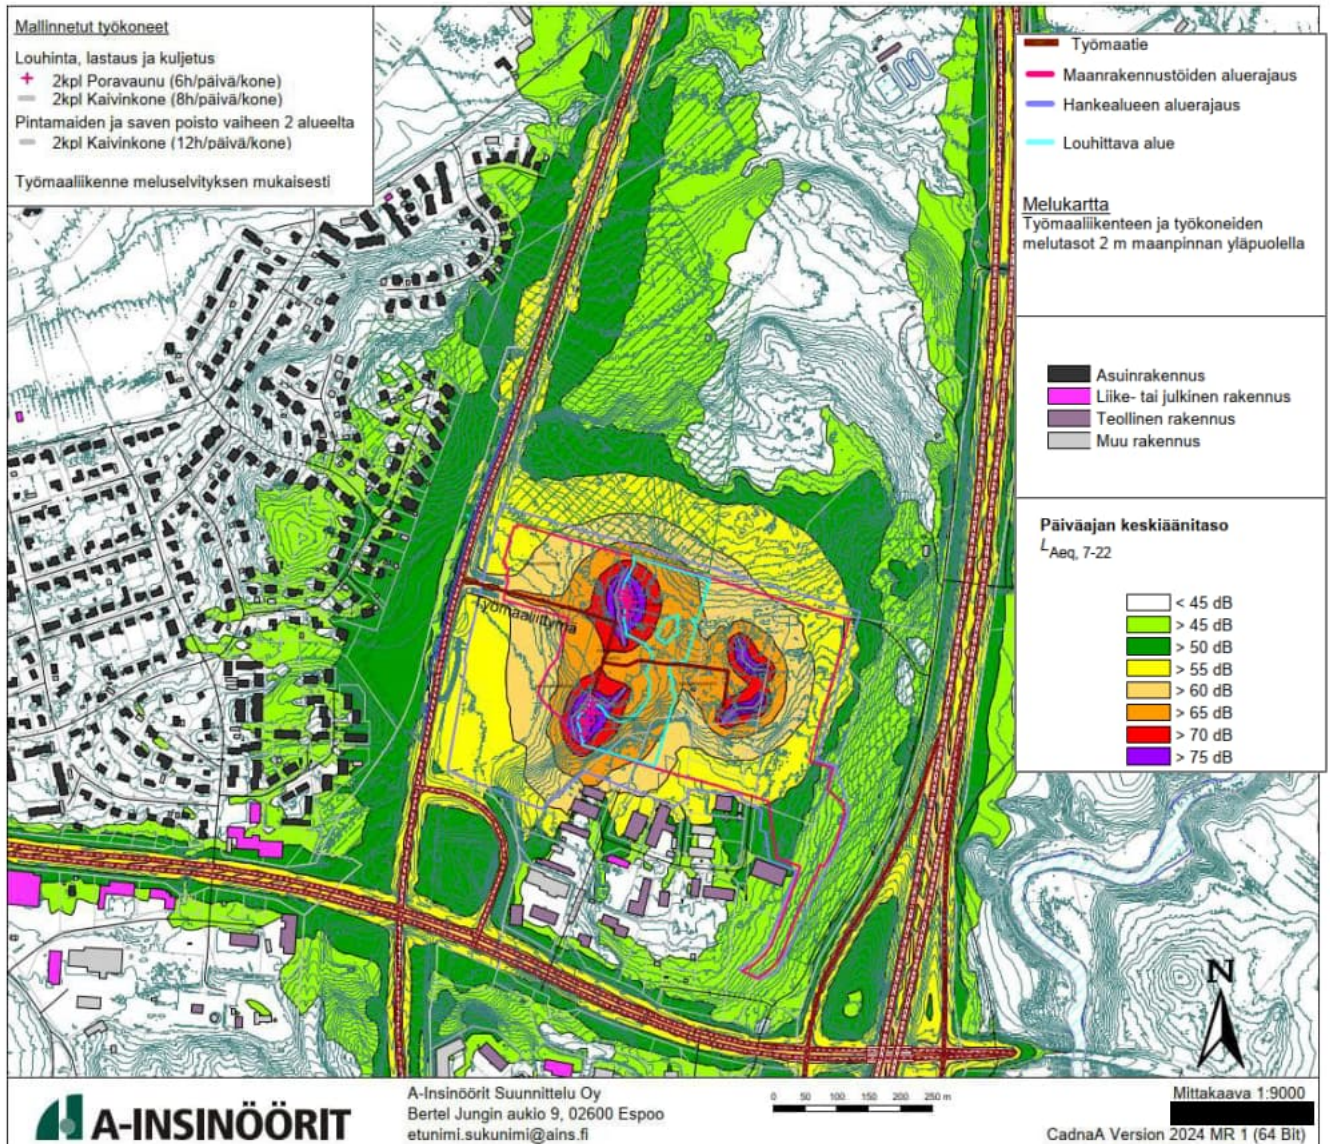 Mallinnetut työkoneet
Louhinta, lastaus ja kuljetus
2kpl Poravaunu (6h/päivä/kone)
2kpl Kaivinkone (8h/päivä/kone)
Pintamaiden ja saven poisto vaiheen 2 alueelta
2kpl Kaivinkone (12h/päivä/kone)
Työmaaliikenne meluselvityksen mukaisesti
Työmaatie
Maanrakennustöiden aluerajaus
Hankealueen aluerajaus
Louhittava alue
Melukartta
Työmaaliikenteen ja työkoneiden
melutasot 2 m maanpinnan yläpuolella
Asuinrakennus
Liike- tai julkinen rakennus
Teollinen rakennus
Muu rakennus
Päiväajan keskiäänitaso
LAeq, 7-22
< 45 dB
> 45 dB
> 50 dB
> 55 dB
> 60 dB
> 65 dB
> 70 dB
> 75 dB
Työmaaliittymä
N
A-INSINÖÖRIT
A-Insinöörit Suunnittelu Oy
Bertel Jungin aukio 9, 02600 Espoo
etunimi.sukunimi@ains.fi
0 50 100 150 200 250 m
Mittakaava 1:9000
CadnaA Version 2024 MR 1 (64 Bit)